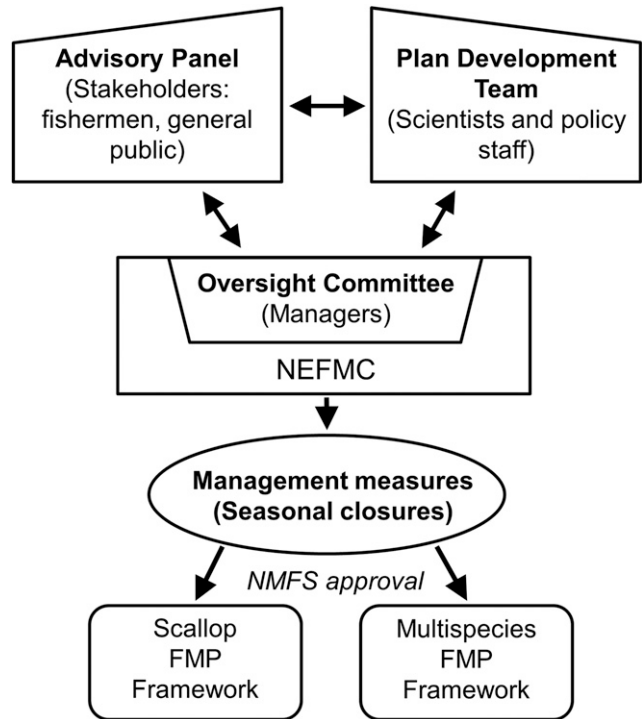 Advisory Panel
(Stakeholders:
fishermen, general
public)
Plan Development
Team
(Scientists and policy
staff)
Oversight Committee
(Managers)
NEFMC
Management measures
(Seasonal closures)
NMFS approval
Scallop
FMP
Framework
Multispecies
FMP
Framework